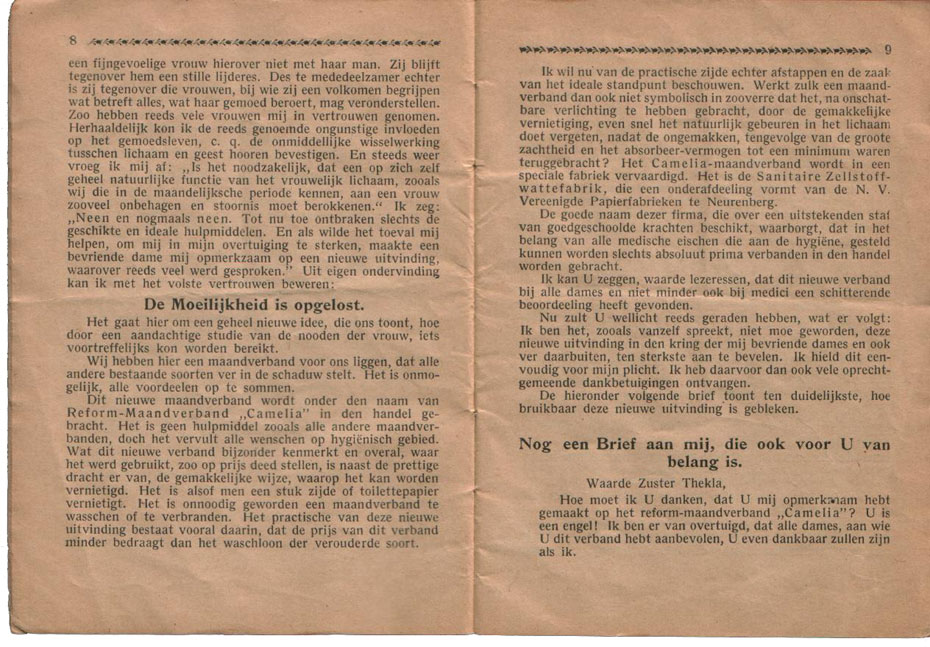 8
een fijngevoelige vrouw hierover niet met haar man. Zij blijft
tegenover hem een stille lijderes. Des te mededeelzamer echter
is zij tegenover die vrouwen, bij wie zij een volkomen begrijpen
wat betreft alles, wat haar gemoed beroert, mag veronderstellen.
Zoo hebben reeds vele vrouwen mij in vertrouwen genomen.
Herhaaldelijk kon ik de reeds genoemde ongunstige invloeden
op het gemoedsleven, c. q. de onmiddellijke wisselwerking
tusschen lichaam en geest hooren bevestigen. En steeds weer
vroeg ik mij af: „Is het noodzakelijk, dat een op zich zelf
geheel natuurlijke functie van het vrouwelijk lichaam, zooals
wij die in de maandelijksche periode kennen, aan een vrouw
zooveel onbehagen en stoornis moet berokkenen.“ Ik zeg:
„Neen en nogmaals neen. Tot nu toe ontbraken slechts de
geschikte en ideale hulpmiddelen. En als wilde het toeval mij
helpen, om mij in mijn overtuiging te sterken, maakte een
bevriende dame mij opmerkzaam op een nieuwe uitvinding,
waarover reeds veel werd gesproken.” Uit eigen ondervinding
kan ik met het volste vertrouwen beweren:
De Moeilijkheid is opgelost.
Het gaat hier om een geheel nieuwe idee, die ons toont, hoe
door een aandachtige studie van de nooden der vrouw, iets
voortreffelijks kon worden bereikt.
Wij hebben hier een maandverband voor ons liggen, dat alle
andere bestaande soorten ver in de schaduw stelt. Het is onmo-
gelijk, alle voordeelen op te sommen.
Dit nieuwe maandverband wordt onder den naam van
Reform-Maandverband „Camelia” in den handel ge-
bracht. Het is geen hulpmiddel zooals alle andere maandver-
banden, doch het vervult alle wenschen op hygiënisch gebied.
Wat dit nieuwe verband bijzonder kenmerkt en overal, waar
het werd gebruikt, zoo op prijs deed stellen, is naast de prettige
dracht er van, de gemakkelijke wijze, waarop het kan worden
vernietigd. Het is alsof men een stuk zijde of toilettepapier
vernietigt. Het is onnoodig geworden een maandverband te
wasschen of te verbranden. Het practische van deze nieuwe
uitvinding bestaat vooral daarin, dat de prijs van dit verband
minder bedraagt dan het waschloon der verouderde soort.
9
Ik wil nu van de practische zijde echter afstappen en de zaak
van het ideale standpunt beschouwen. Werkt zulk een maand-
verband dan ook niet symbolisch in zooverre dat het, na onschat-
bare verlichting te hebben gebracht, door de gemakkelijke
vernietiging, even snel het natuurlijk gebeuren in het lichaam
doet vergeten, nadat de ongemakken, tengevolge van de groote
zachtheid en het absorbeer-vermogen tot een minimum waren
teruggebracht? Het Camelia-maandverband wordt in een
speciale fabriek vervaardigd. Het is de Sanitaire Zellstoff-
wattefabrik, die een onderafdeeling vormt van de N. V.
Vereenigde Papierfabrieken te Neurenberg.
De goede naam dezer firma, die over een uitstekenden staf
van goedgeschoolde krachten beschikt, waarborgt, dat in het
belang van alle medische eischen die aan de hygiëne, gesteld
kunnen worden slechts absoluut prima verbanden in den handel
worden gebracht.
Ik kan U zeggen, waarde lezeressen, dat dit nieuwe verband
bij alle dames en niet minder ook bij medici een schitterende
beoordeeling heeft gevonden.
Nu zult U wellicht reeds geraden hebben, wat er volgt:
Ik ben het, zooals vanzelf spreekt, niet moe geworden, deze
nieuwe uitvinding in den kring der mij bevriende dames en ook
ver daarbuiten, ten sterkste aan te bevelen. Ik hield dit een-
voudig voor mijn plicht. Ik heb daarvoor dan ook vele oprecht-
gemeende dankbetuigingen ontvangen.
De hieronder volgende brief toont ten duidelijkste, hoe
bruikbaar deze nieuwe uitvinding is gebleken.
Nog een Brief aan mij, die ook voor U van
belang is.
Waarde Zuster Thekla,
Hoe moet ik U danken, dat U mij opmerkzaam hebt
gemaakt op het reform-maandverband „Camelia”? U is
een engel! Ik ben er van overtuigd, dat alle dames, aan wie
U dit verband hebt aanbevolen, U even dankbaar zullen zijn
als ik.